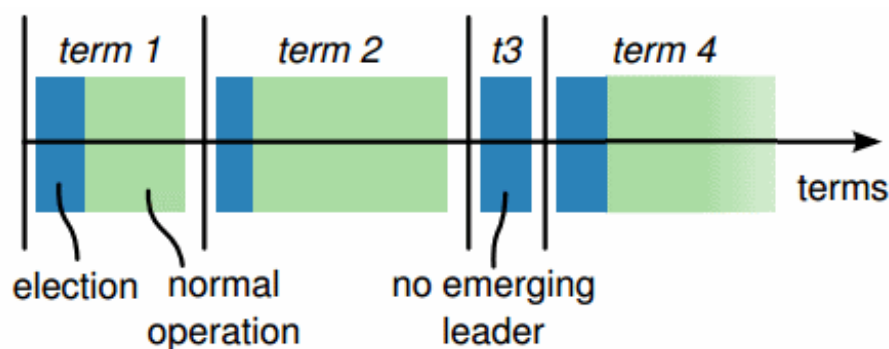 term 1
term 2
t3
term 4
terms
election
normal
operation
no emerging
leader